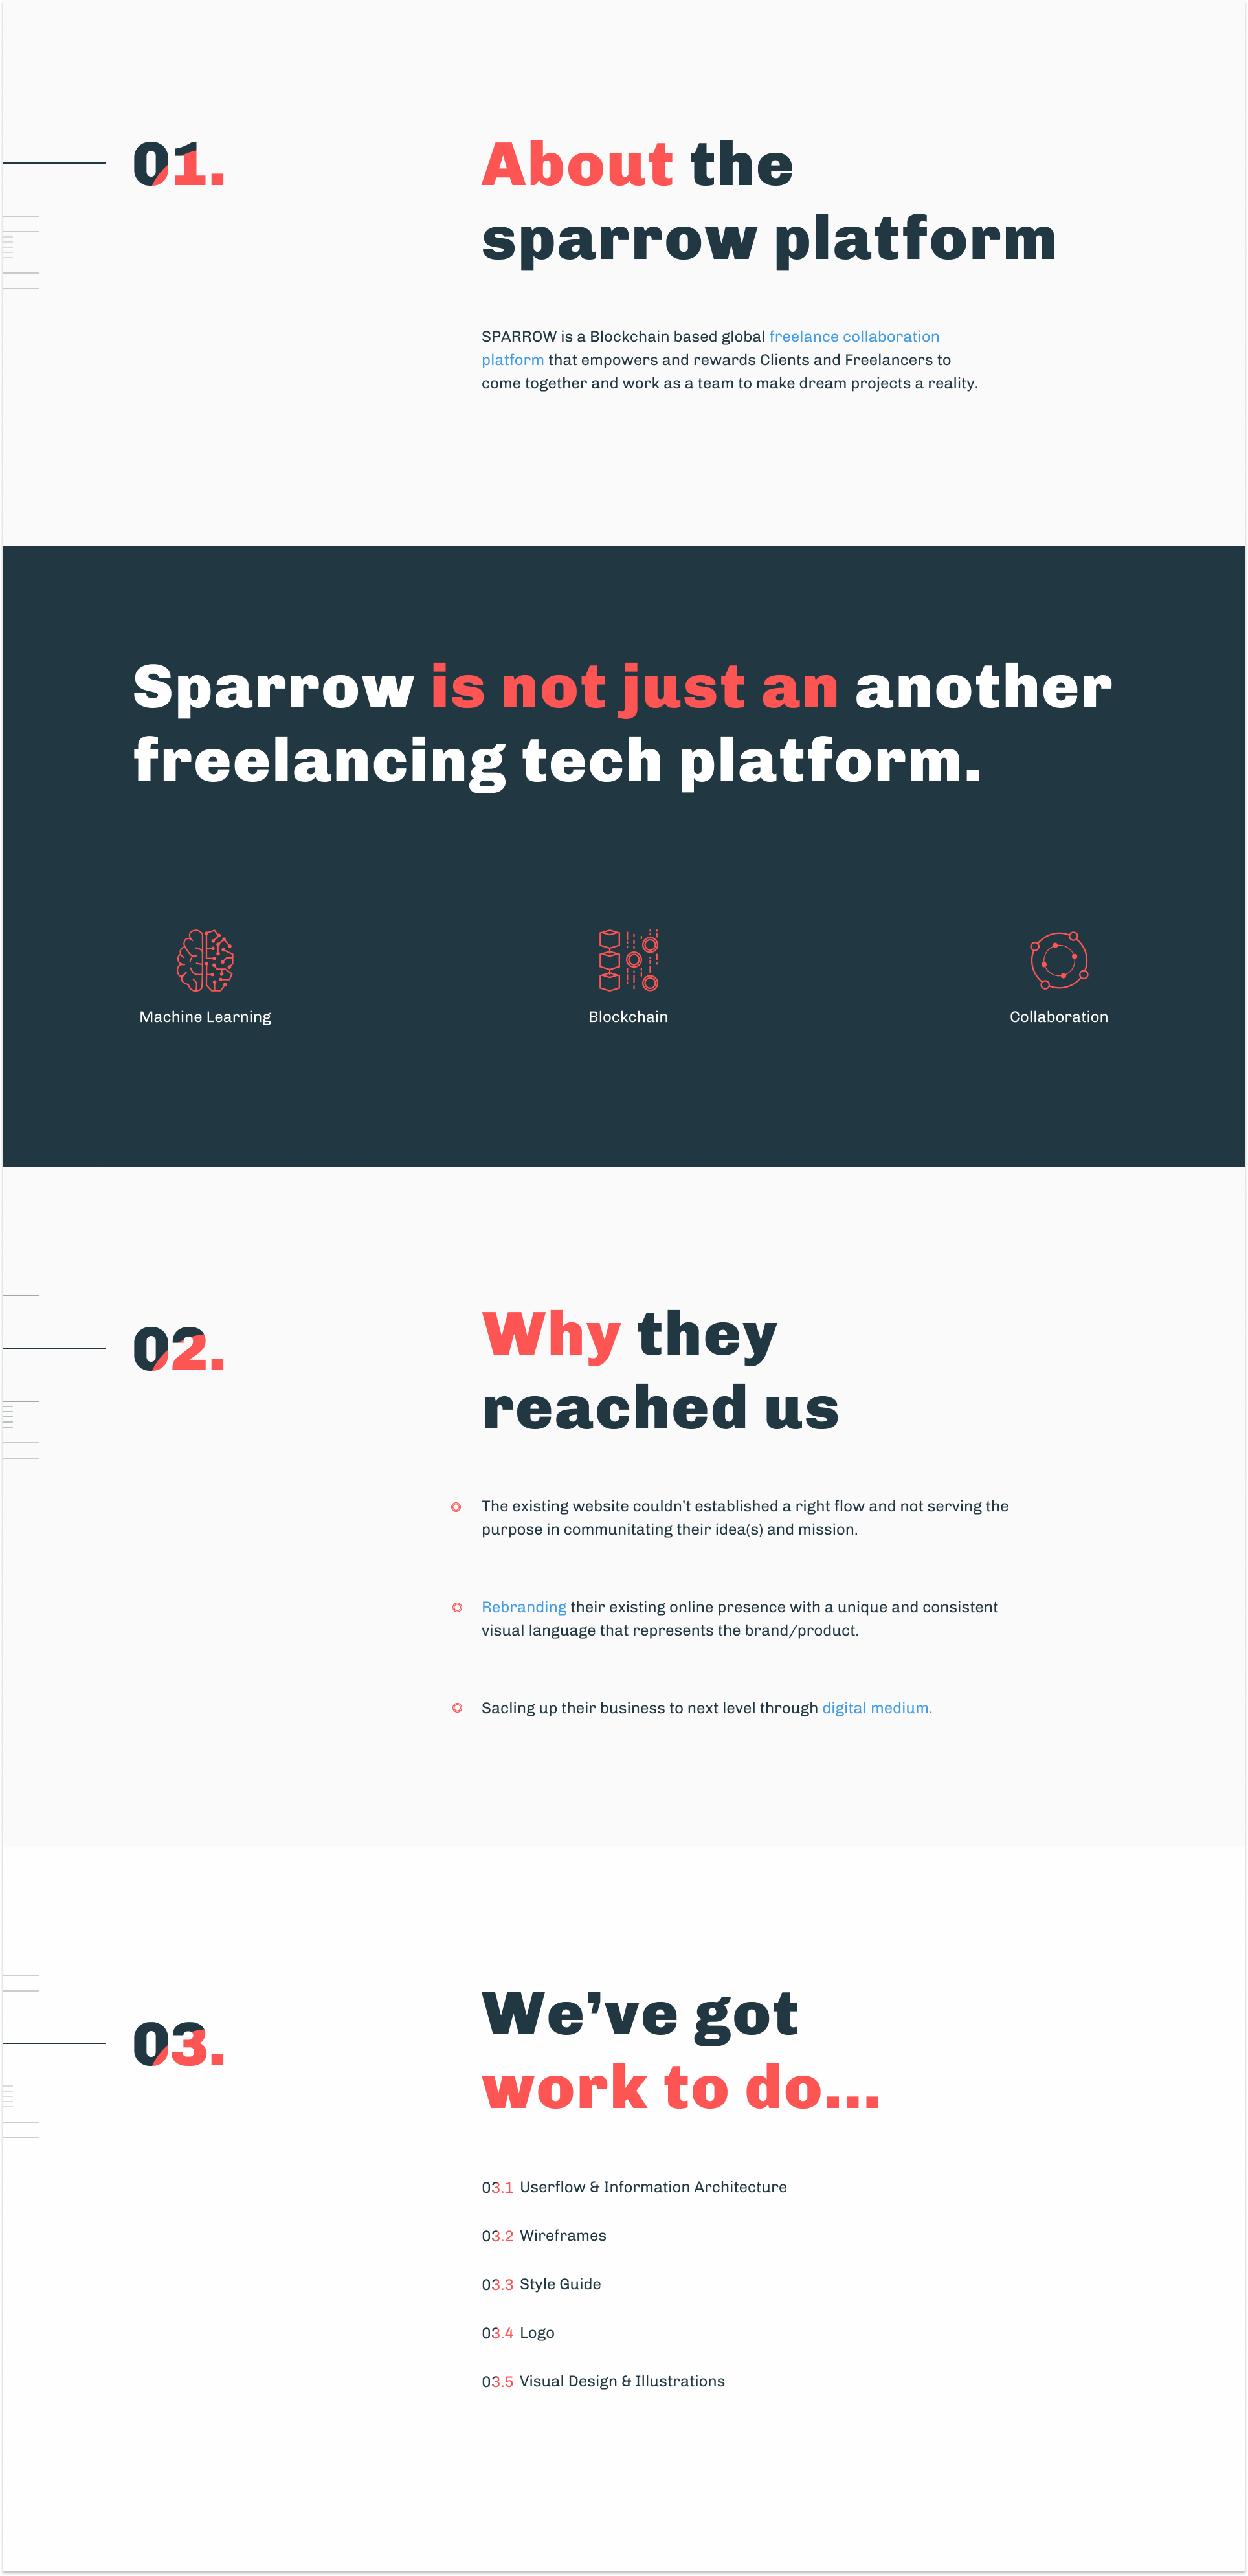 01.
About the
sparrow platform
SPARROW is a Blockchain based global freelance collaboration
platform that empowers and rewards Clients and Freelancers to
come together and work as a team to make dream projects a reality.
Sparrow is not just an another
freelancing tech platform.
Machine Learning
Blockchain
Collaboration
02.
Why they
reached us
The existing website couldn't established a right flow and not serving the
purpose in communitating their idea(s) and mission.
Rebranding their existing online presence with a unique and consistent
visual language that represents the brand/product.
Sacling up their business to next level through digital medium.
03.
We’ve got
work to do...
03.1 Userflow & Information Architecture
03.2 Wireframes
03.3 Style Guide
03.4 Logo
03.5 Visual Design & Illustrations